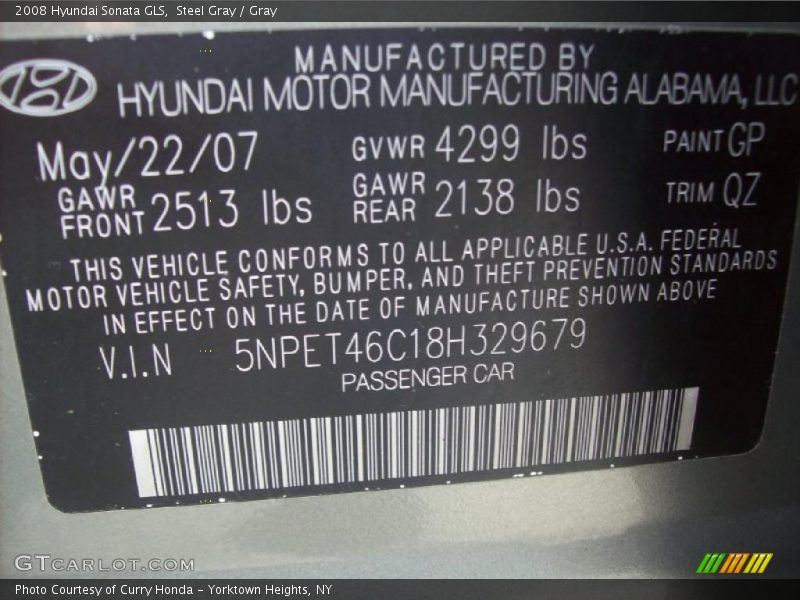 2008 Hyundai Sonata GLS, Steel Gray / Gray
MANUFACTURED BY
HYUNDAI MOTOR MANUFACTURING ALABAMA, LLC
May/22/07 GVWR 4299 lbs PAINT GP
GAWR FRONT 2513 lbs GAWR REAR 2138 lbs TRIM QZ
THIS VEHICLE CONFORMS TO ALL APPLICABLE U.S.A. FEDERAL
MOTOR VEHICLE SAFETY, BUMPER, AND THEFT PREVENTION STANDARDS
IN EFFECT ON THE DATE OF MANUFACTURE SHOWN ABOVE
V.I.N 5NPET46C18H329679
PASSENGER CAR
GTCARLOT.COM
Photo Courtesy of Curry Honda - Yorktown Heights, NY